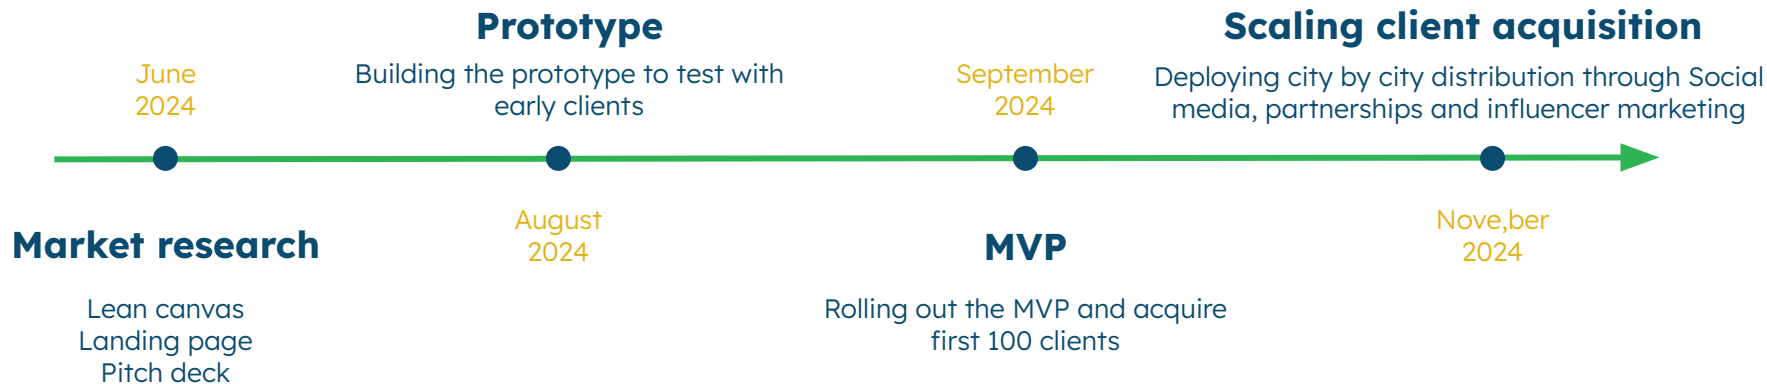 June
2024
Market research
Lean canvas
Landing page
Pitch deck
Prototype
Building the prototype to test with
early clients
August
2024
September
2024
MVP
Rolling out the MVP and acquire
first 100 clients
Scaling client acquisition
Deploying city by city distribution through Social
media, partnerships and influencer marketing
Nove,ber
2024